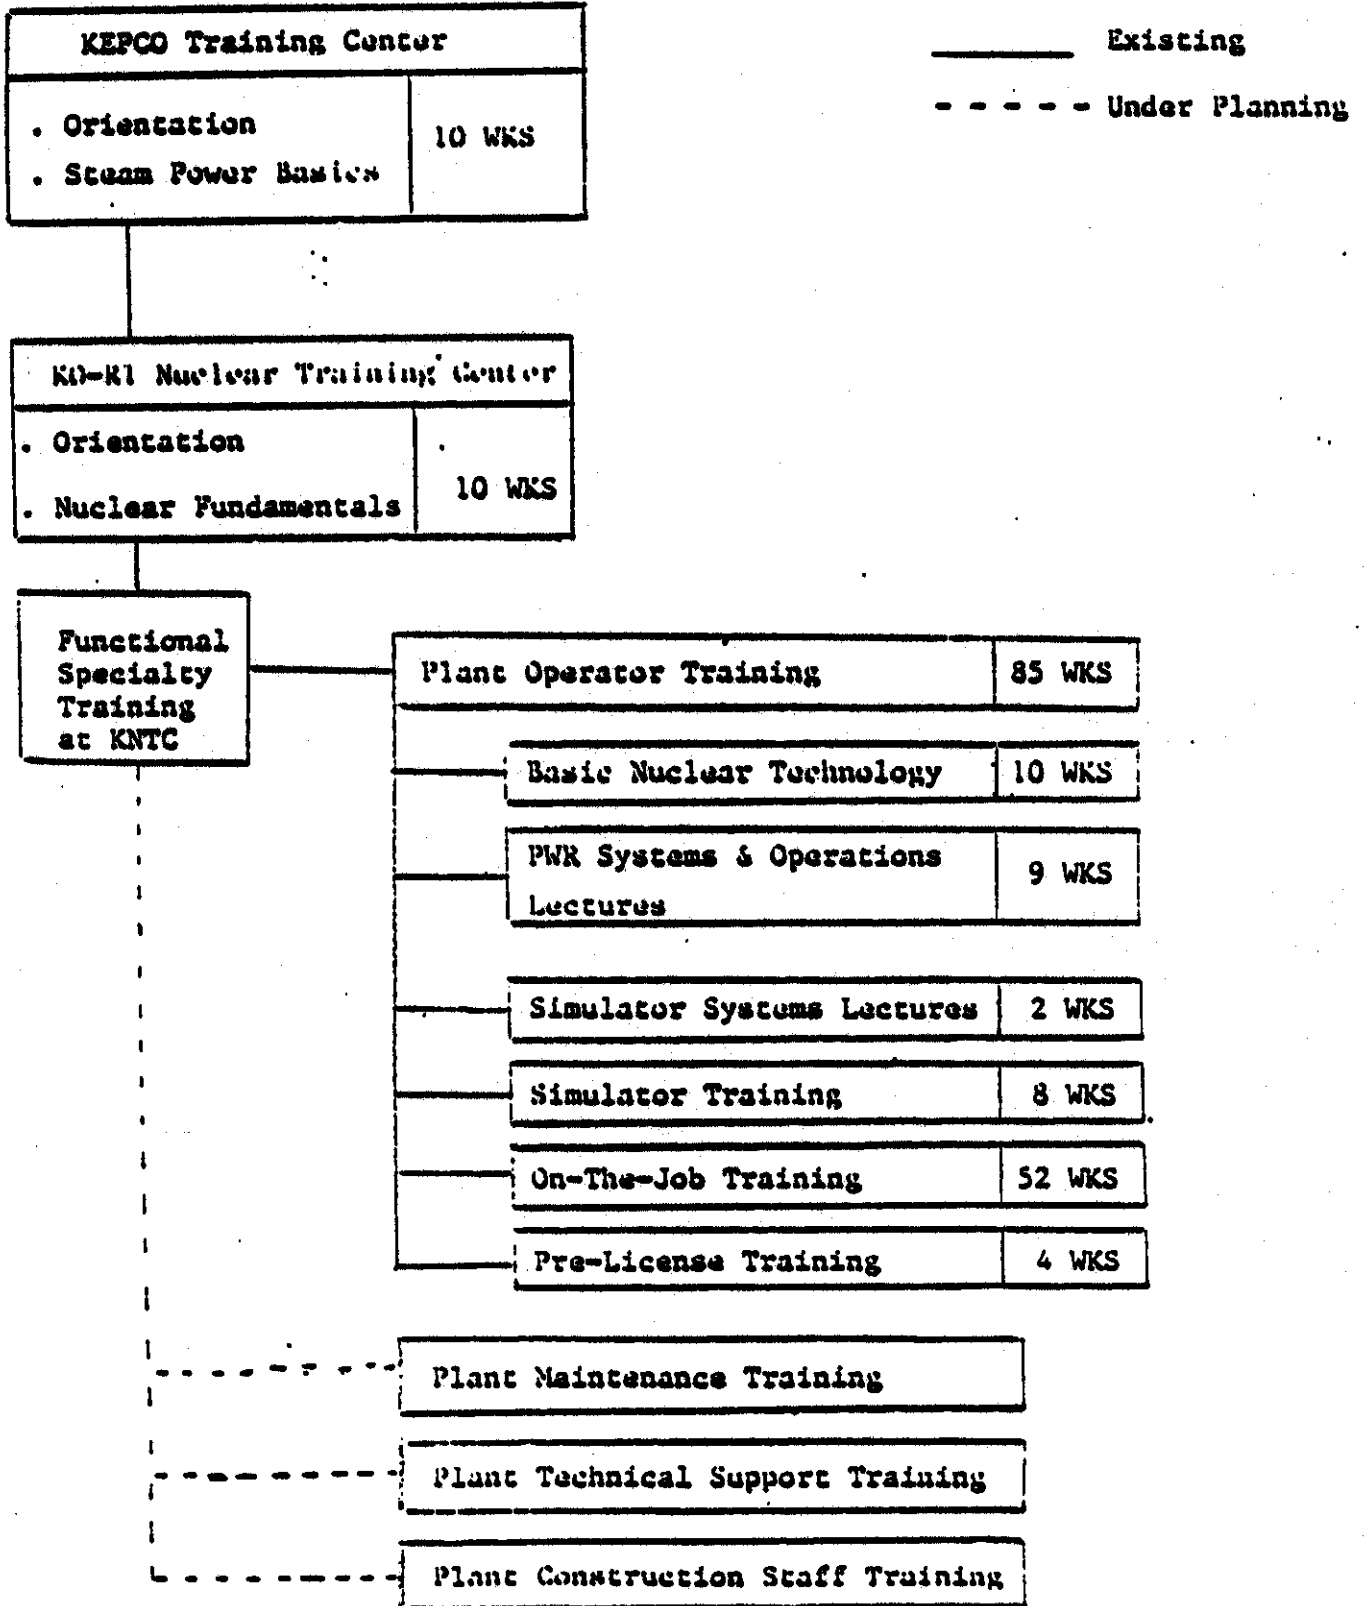 KEPCO Training Center
. Orientation
. Steam Power Basics
10 WKS
Existing
Under Planning
KO-RI Nuclear Training Center
. Orientation
. Nuclear Fundamentals
10 WKS
Functional
Specialty
Training
at KNTC
Plant Operator Training 85 WKS
Basic Nuclear Technology 10 WKS
PWR Systems & Operations
Lectures
9 WKS
Simulator Systems Lectures 2 WKS
Simulator Training 8 WKS
On-The-Job Training 52 WKS
Pre-License Training 4 WKS
Plant Maintenance Training
Plant Technical Support Training
Plant Construction Staff Training